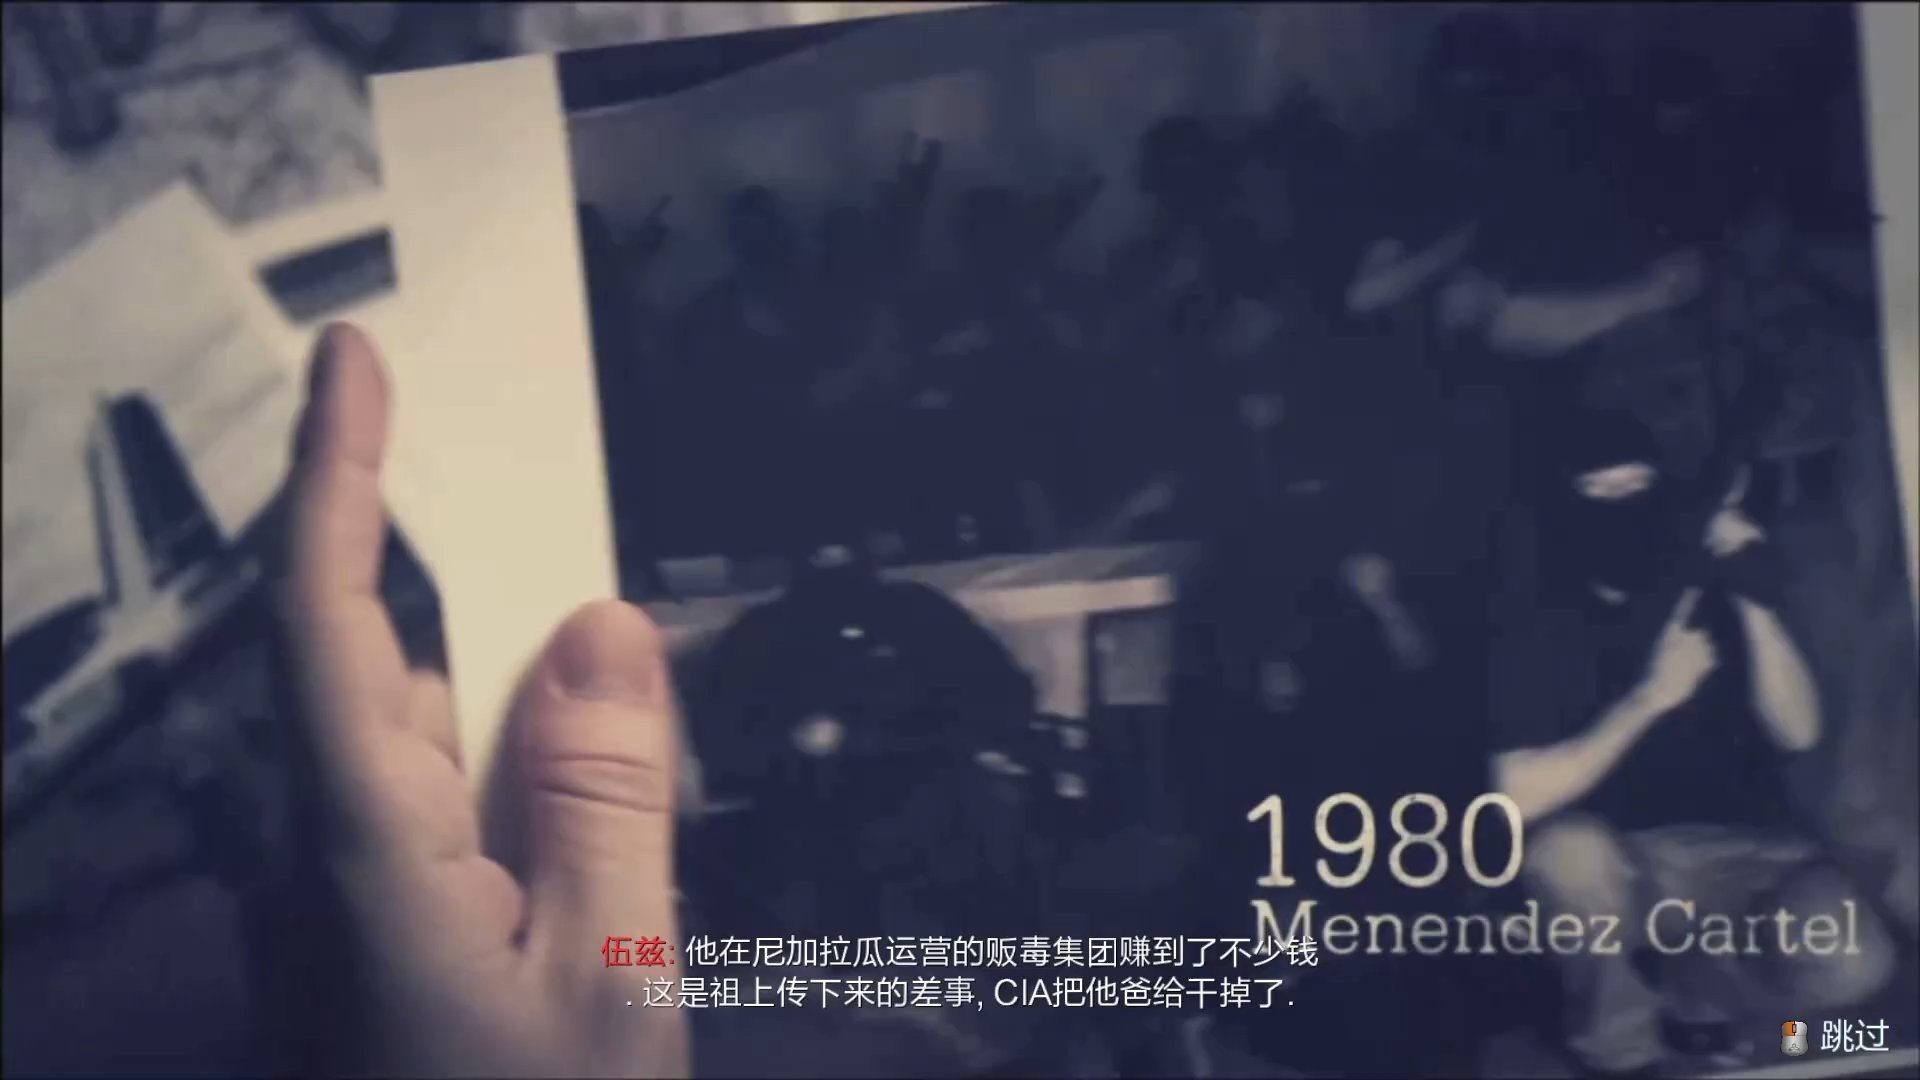 1980
Menendez Cartel
伍兹: 他在尼加拉瓜运营的贩毒集团赚到了不少钱
. 这是祖上传下来的差事, CIA把他爸给干掉了.
跳过